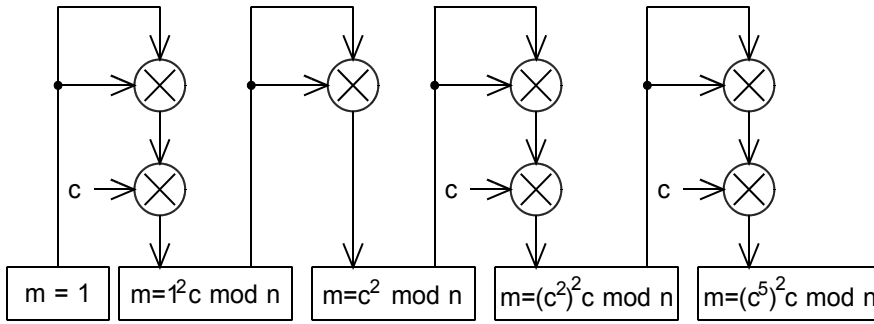 c
c
c
m = 1
m=1²c mod n
m=c² mod n
m=(c²)²c mod n
m=(c⁵)²c mod n